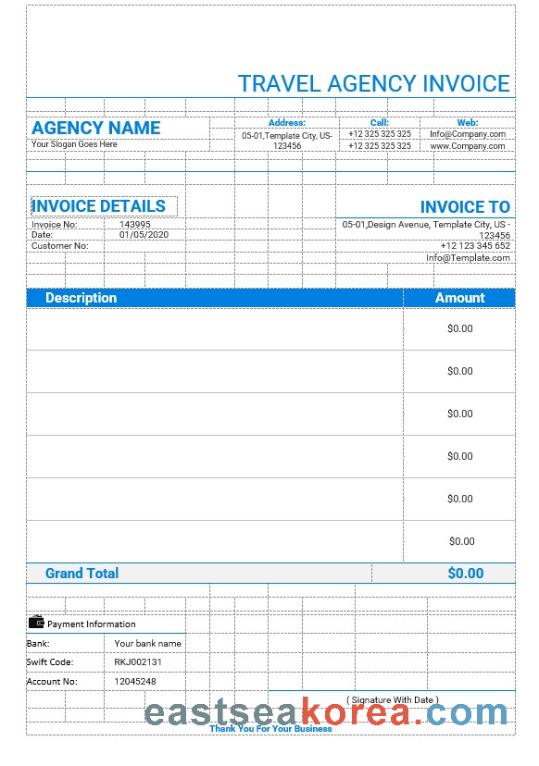 TRAVEL AGENCY INVOICE
AGENCY NAME
Your Slogan Goes Here
Address:
05-01,Template City, US-
123456
Call:
+12 325 325 325
+12 325 325 325
Web:
Info@Company.com
www.Company.com
INVOICE DETAILS
Invoice No: 143995
Date: 01/05/2020
Customer No:
INVOICE TO
05-01,Design Avenue, Template City, US -
123456
+12 123 345 652
Info@Template.com
Description Amount
$0.00
$0.00
$0.00
$0.00
$0.00
$0.00
Grand Total $0.00
Payment Information
Bank: Your bank name
Swift Code: RKJ002131
Account No: 12045248
( Signature With Date )
eastseakorea.com
Thank You For Your Business